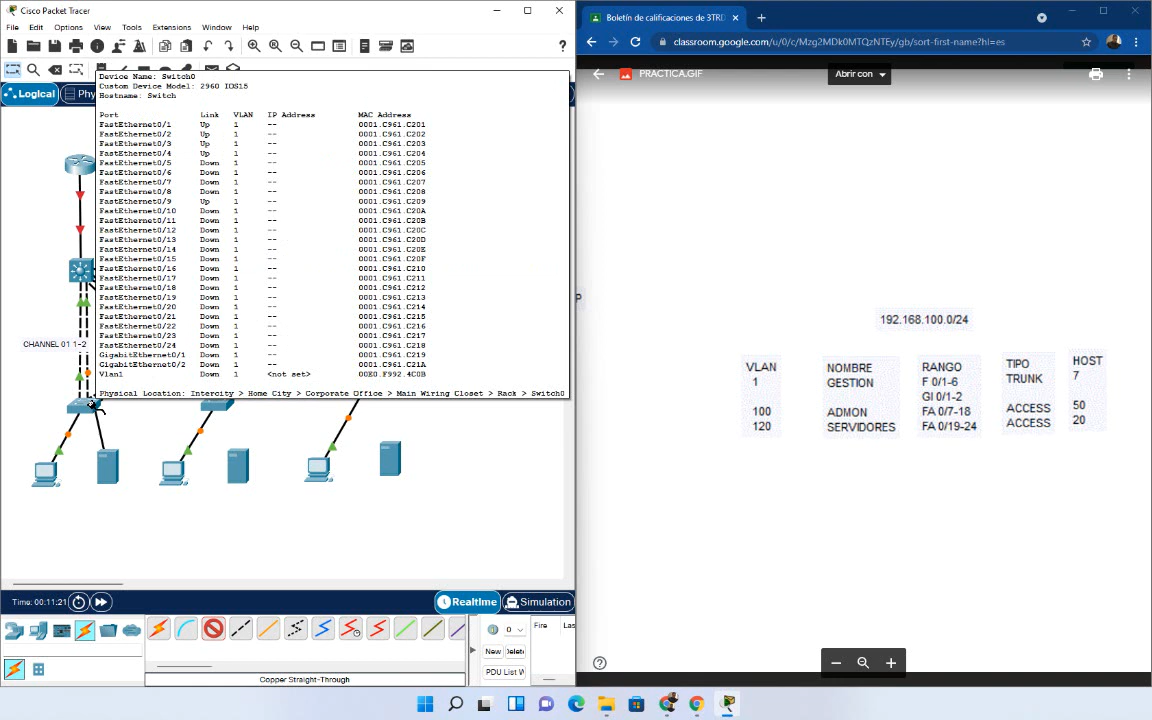 Cisco Packet Tracer
File Edit Options View Tools Extensions Window Help
Logical
Device Name: Switch0
Custom Device Model: 2960 IOS15
Hostname: Switch
Port Link VLAN IP Address MAC Address
FastEthernet0/1 Up 1 -- 0001.C961.C201
FastEthernet0/2 Up 1 -- 0001.C961.C202
FastEthernet0/3 Up 1 -- 0001.C961.C203
FastEthernet0/4 Up 1 -- 0001.C961.C204
FastEthernet0/5 Down 1 -- 0001.C961.C205
FastEthernet0/6 Down 1 -- 0001.C961.C206
FastEthernet0/7 Down 1 -- 0001.C961.C207
FastEthernet0/8 Down 1 -- 0001.C961.C208
FastEthernet0/9 Up 1 -- 0001.C961.C209
FastEthernet0/10 Down 1 -- 0001.C961.C20A
FastEthernet0/11 Down 1 -- 0001.C961.C20B
FastEthernet0/12 Down 1 -- 0001.C961.C20C
FastEthernet0/13 Down 1 -- 0001.C961.C20D
FastEthernet0/14 Down 1 -- 0001.C961.C20E
FastEthernet0/15 Down 1 -- 0001.C961.C20F
FastEthernet0/16 Down 1 -- 0001.C961.C210
FastEthernet0/17 Down 1 -- 0001.C961.C211
FastEthernet0/18 Down 1 -- 0001.C961.C212
FastEthernet0/19 Down 1 -- 0001.C961.C213
FastEthernet0/20 Down 1 -- 0001.C961.C214
FastEthernet0/21 Down 1 -- 0001.C961.C215
FastEthernet0/22 Down 1 -- 0001.C961.C216
FastEthernet0/23 Down 1 -- 0001.C961.C217
FastEthernet0/24 Down 1 -- 0001.C961.C218
GigabitEthernet0/1 Down 1 -- 0001.C961.C219
GigabitEthernet0/2 Down 1 -- 0001.C961.C21A
Vlan1 Down 1 <not set> 00E0.F992.4C0B
Physical Location: Intercity > Home City > Corporate Office > Main Wiring Closet > Rack > Switch0
CHANNEL 01 1-2
Time: 00:11:21
Realtime
Simulation
0
Fire
New
PDU List W
Copper Straight-Through
Boletín de calificaciones de 3TRI
classroom.google.com/u/0/c/Mzg2MDk0MTQzNTEy/gb/sort-first-name?hl=es
PRACTICA.GIF
Abrir con
192.168.100.0/24
VLAN NOMBRE RANGO TIPO HOST
1 GESTION F 0/1-6 TRUNK 7
GI 0/1-2
100 ADMON FA 0/7-18 ACCESS 50
120 SERVIDORES FA 0/19-24 ACCESS 20